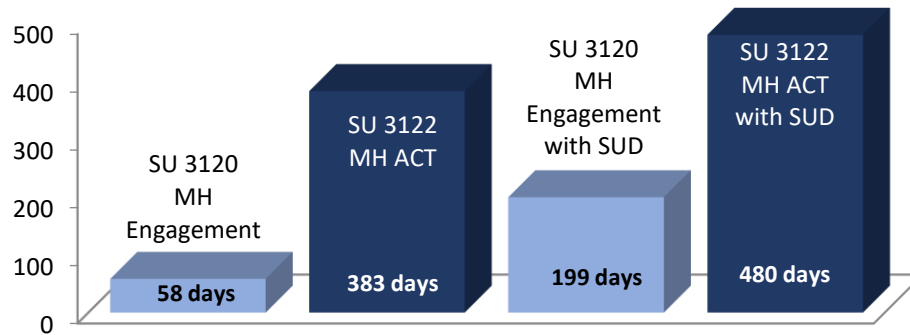 500
400
300
200
100
0
SU 3120
MH
Engagement
58 days
SU 3122
MH ACT
383 days
SU 3120
MH
Engagement
with SUD
199 days
SU 3122
MH ACT
with SUD
480 days